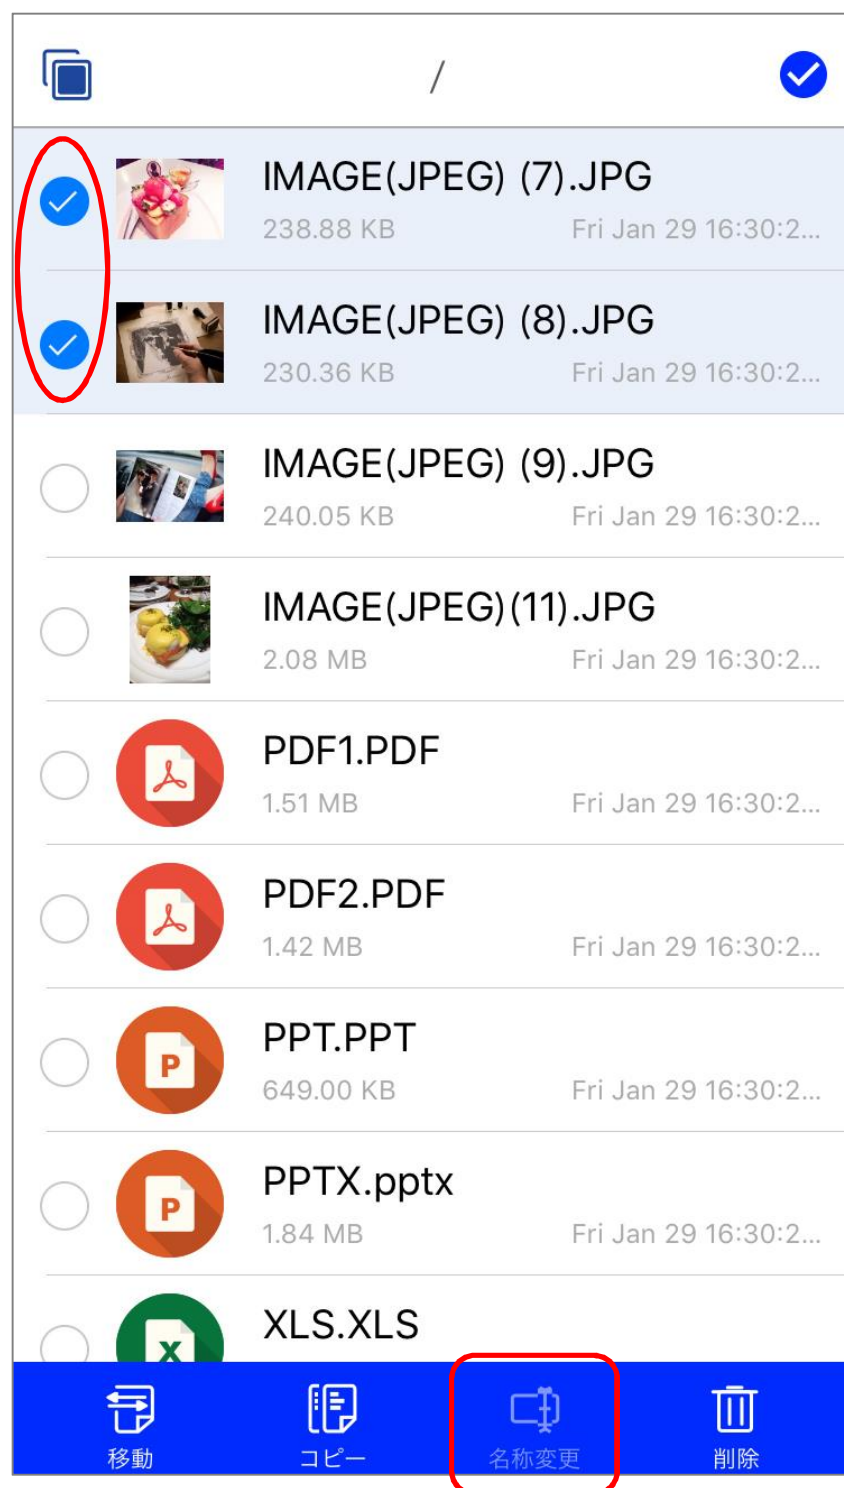 /
IMAGE(JPEG) (7).JPG
238.88 KB Fri Jan 29 16:30:2...
IMAGE(JPEG) (8).JPG
230.36 KB Fri Jan 29 16:30:2...
IMAGE(JPEG) (9).JPG
240.05 KB Fri Jan 29 16:30:2...
IMAGE(JPEG)(11).JPG
2.08 MB Fri Jan 29 16:30:2...
PDF1.PDF
1.51 MB Fri Jan 29 16:30:2...
PDF2.PDF
1.42 MB Fri Jan 29 16:30:2...
P
PPT.PPT
649.00 KB Fri Jan 29 16:30:2...
P
PPTX.pptx
1.84 MB Fri Jan 29 16:30:2...
X
XLS.XLS
移動 コピー 名称変更 削除